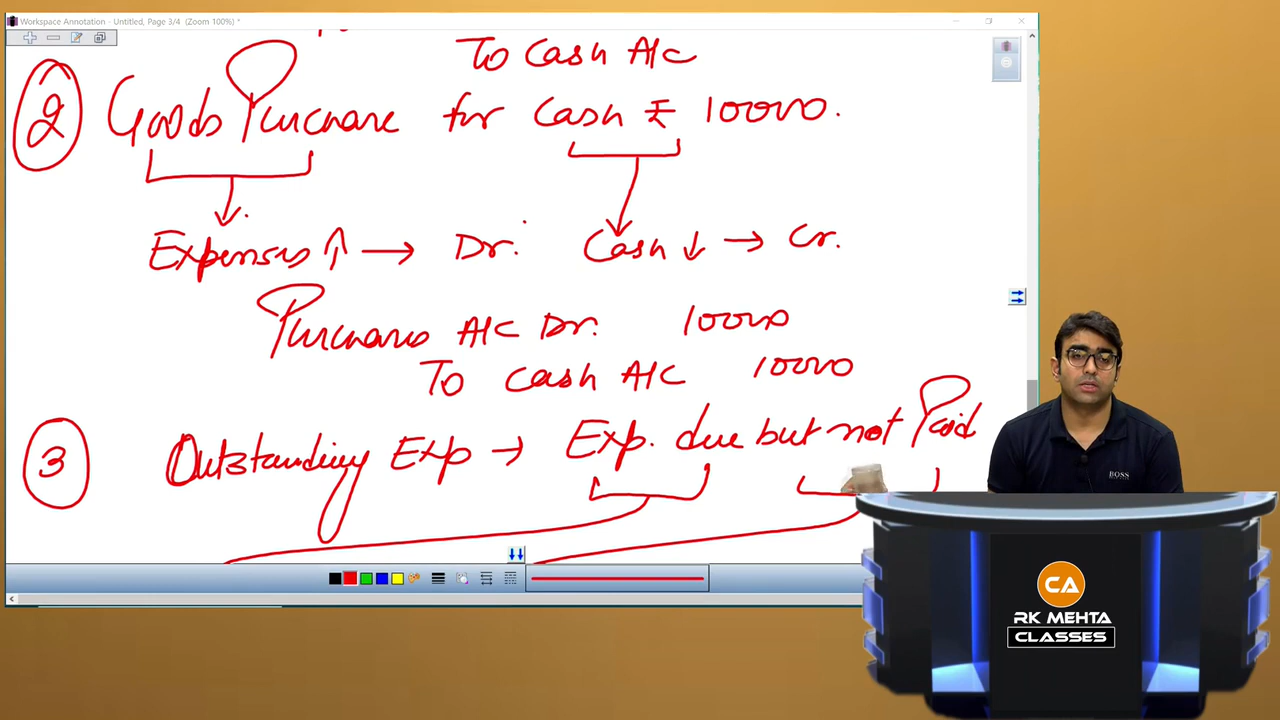 Workspace Annotation - Untitled, Page 3/4 (Zoom 100%) *
To Cash A/c
2 Goods Purchase for Cash ₹ 10000.
Expenses ↑ → Dr. Cash ↓ → Cr.
Purchases A/c Dr. 10000
To Cash A/c 10000
3 Outstanding Exp → Exp. due but not Paid
BOSS
CA
RK MEHTA
CLASSES